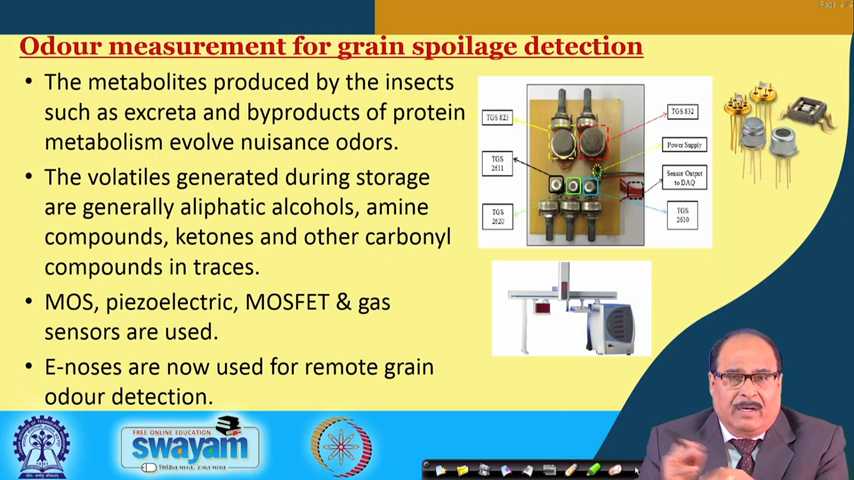 Odour measurement for grain spoilage detection
• The metabolites produced by the insects
such as excreta and byproducts of protein
metabolism evolve nuisance odors.
• The volatiles generated during storage
are generally aliphatic alcohols, amine
compounds, ketones and other carbonyl
compounds in traces.
• MOS, piezoelectric, MOSFET & gas
sensors are used.
• E-noses are now used for remote grain
odour detection.
TGS 823
TGS 832
Power Supply
TGS
2611
Sensor Output
to DAQ
TGS
2620
TGS
2610
FREE ONLINE EDUCATION
swayam